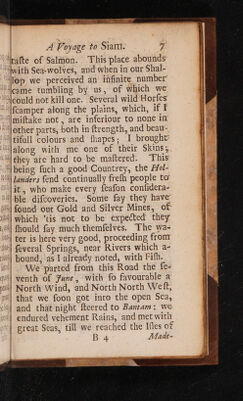 A Voyage to Siam. 7
taſte of Salmon. This place abounds
with Sea-wolves, and when in our Shal-
lop we perceived an infinite number
came tumbling by us, of which we
could not kill one. Several wild Horſes
ſcamper along the plains, which, if I
miſtake not, are inferiour to none in
other parts, both in ſtrength, and beau-
tifull colours and ſhapes; I brought
along with me one of their Skins;
they are hard to be maſtered. This
being ſuch a good Countrey, the Hol-
landers ſend continually freſh people to
it, who make every ſeaſon conſidera-
ble diſcoveries. Some ſay they have
found our Gold and Silver Mines, of
which 'tis not to be expected they
ſhould ſay much themſelves. The wa-
ter is here very good, proceeding from
ſeveral Springs, near Rivers which a-
bound, as I already noted, with Fiſh.
We parted from this Road the ſe-
venth of June, with ſo favourable a
North Wind, and North North Weſt,
that we ſoon got into the open Sea,
and that night ſteered to Bantam; we
endured vehement Rains, and met with
great Seas, till we reached the Iſles of
B 4 Made-